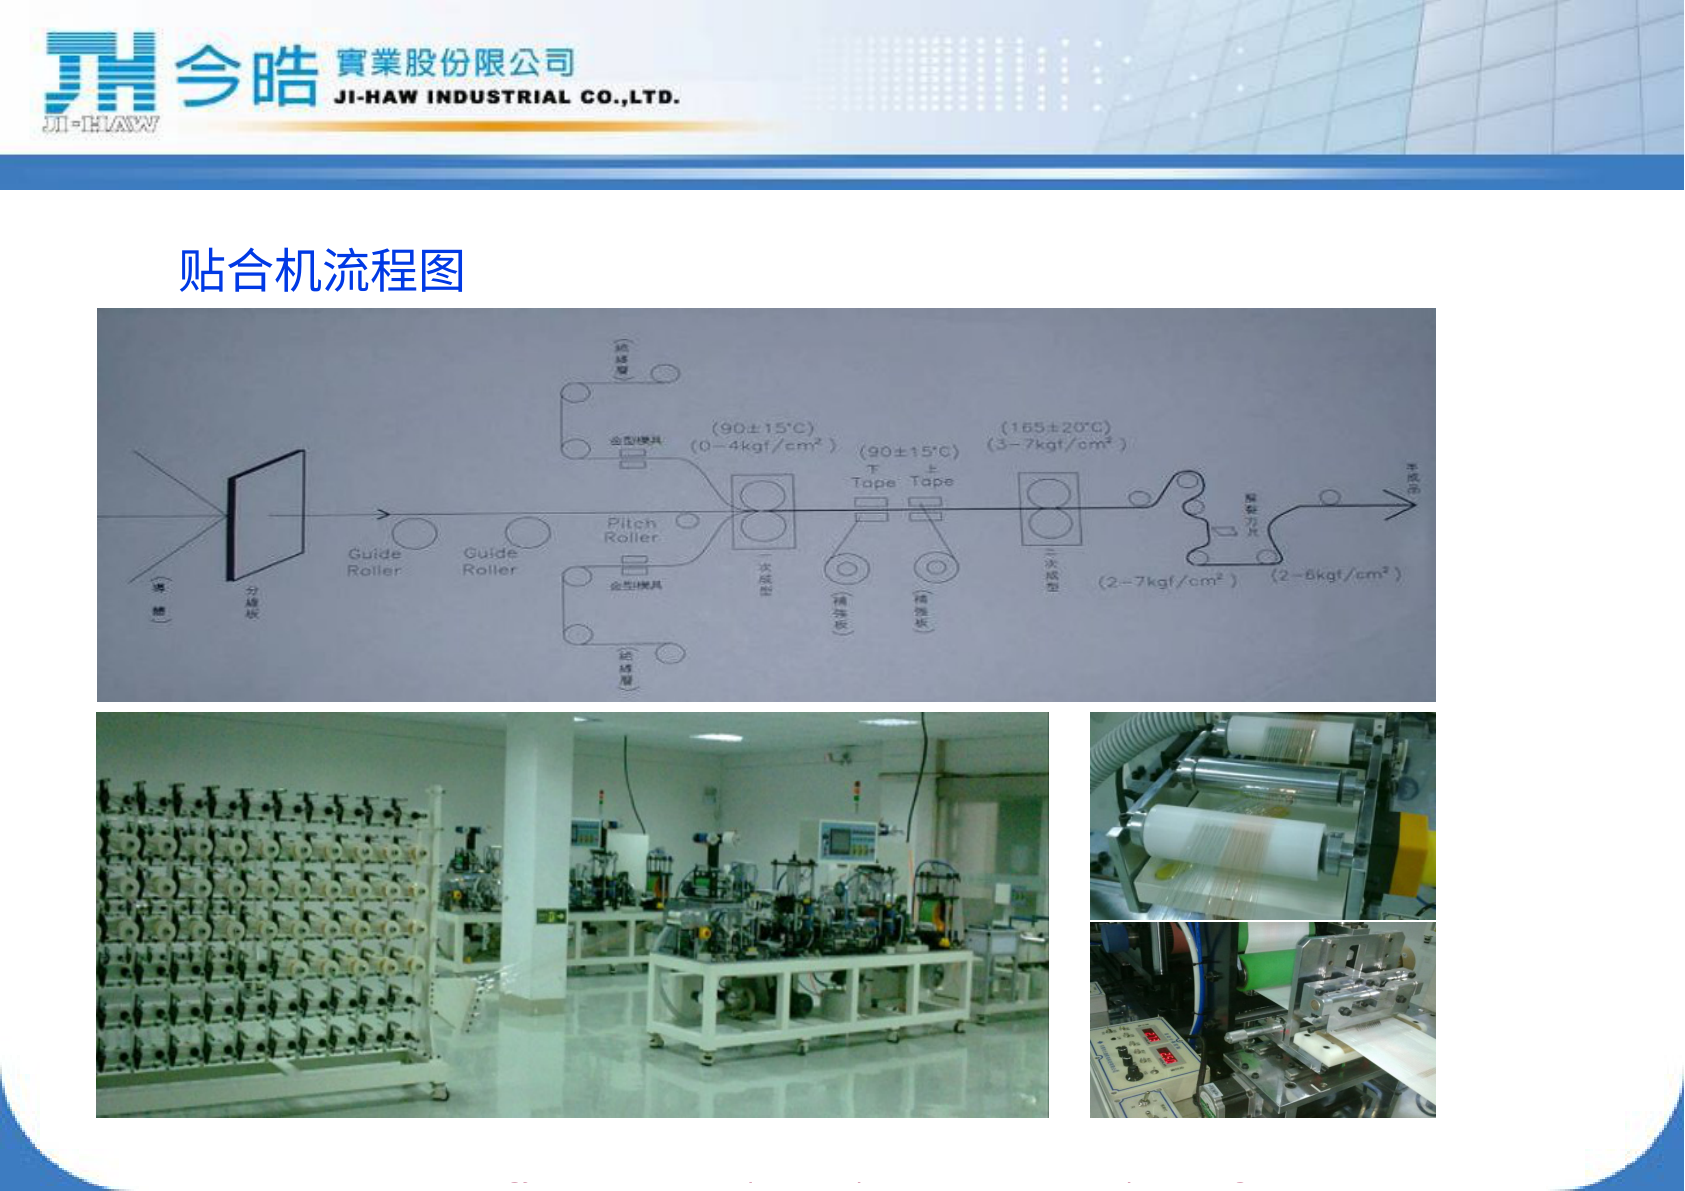 JH 今皓 實業股份限公司
JI-HAW JI-HAW INDUSTRIAL CO.,LTD.
贴合机流程图
(絕緣層)
金型模具
(90±15℃)
(0-4kgf/cm²)
(90±15℃)
下 上
Tape Tape
(165±20℃)
(3-7kgf/cm²)
半成品
Guide Roller
Guide Roller
Pitch Roller
金型模具
(導體)
分線板
一次成型
(補強板)
(補強板)
二次成型
刀片
(2-7kgf/cm²)
(2-6kgf/cm²)
(絕緣層)